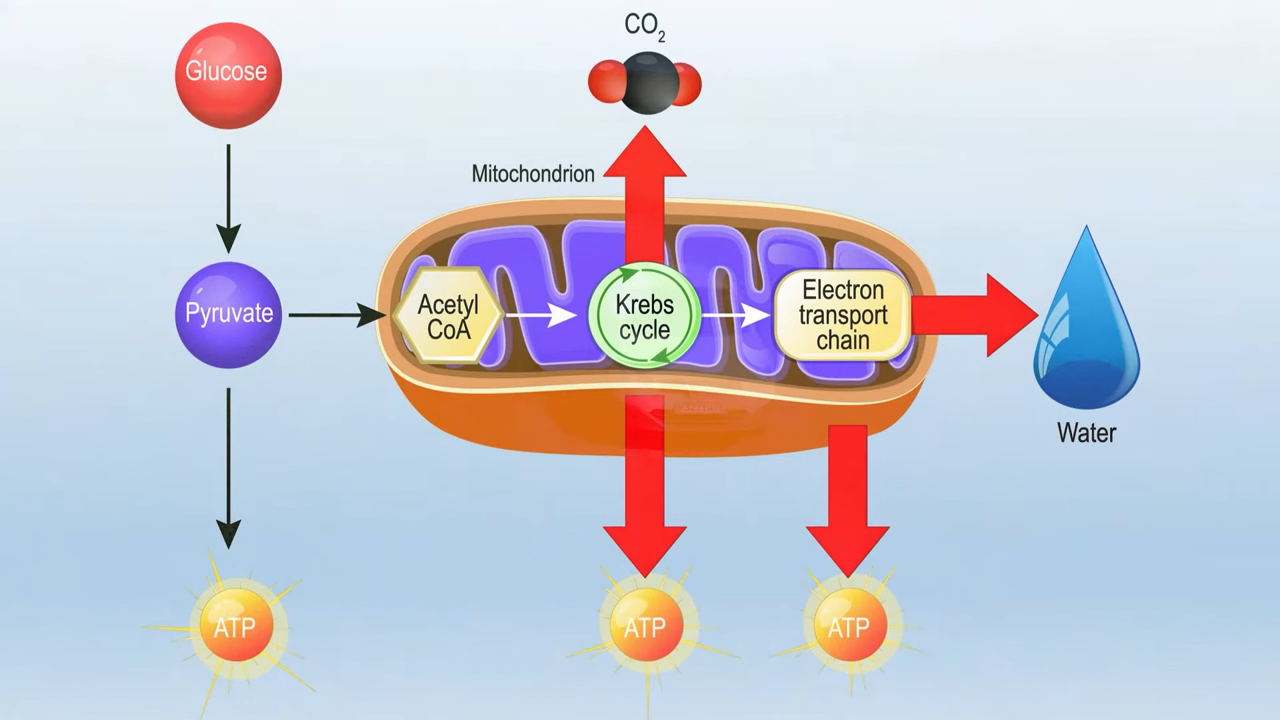 CO₂
Glucose
Mitochondrion
Pyruvate
Acetyl
CoA
Krebs
cycle
Electron
transport
chain
Water
ATP
ATP
ATP